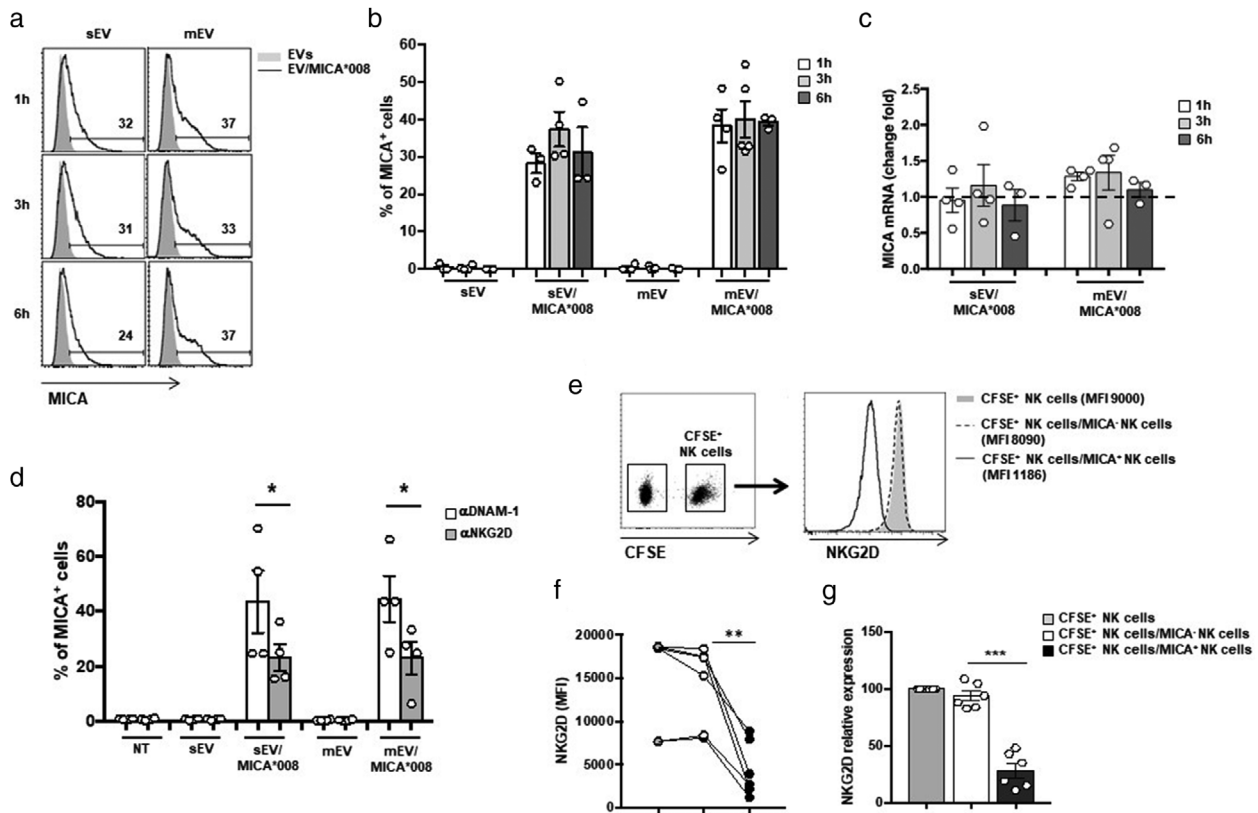 a
sEV
mEV
EVs
EV/MICA*008
1h
32
37
3h
31
33
6h
24
37
MICA
b
60
50
40
30
20
10
0
% of MICA⁺ cells
1h
3h
6h
sEV
sEV/
MICA*008
mEV
mEV/
MICA*008
c
2.5
2.0
1.5
1.0
0.5
0.0
MICA mRNA (change fold)
1h
3h
6h
sEV/
MICA*008
mEV/
MICA*008
d
80
60
40
20
0
% of MICA⁺ cells
*
*
αDNAM-1
αNKG2D
NT
sEV
sEV/
MICA*008
mEV
mEV/
MICA*008
e
CFSE⁺
NK cells
CFSE
NKG2D
CFSE⁺ NK cells (MFI 9000)
CFSE⁺ NK cells/MICA⁻ NK cells
(MFI 8090)
CFSE⁺ NK cells/MICA⁺ NK cells
(MFI 1186)
f
20000
15000
10000
5000
0
NKG2D (MFI)
**
g
150
100
50
0
NKG2D relative expression
***
CFSE⁺ NK cells
CFSE⁺ NK cells/MICA⁻ NK cells
CFSE⁺ NK cells/MICA⁺ NK cells